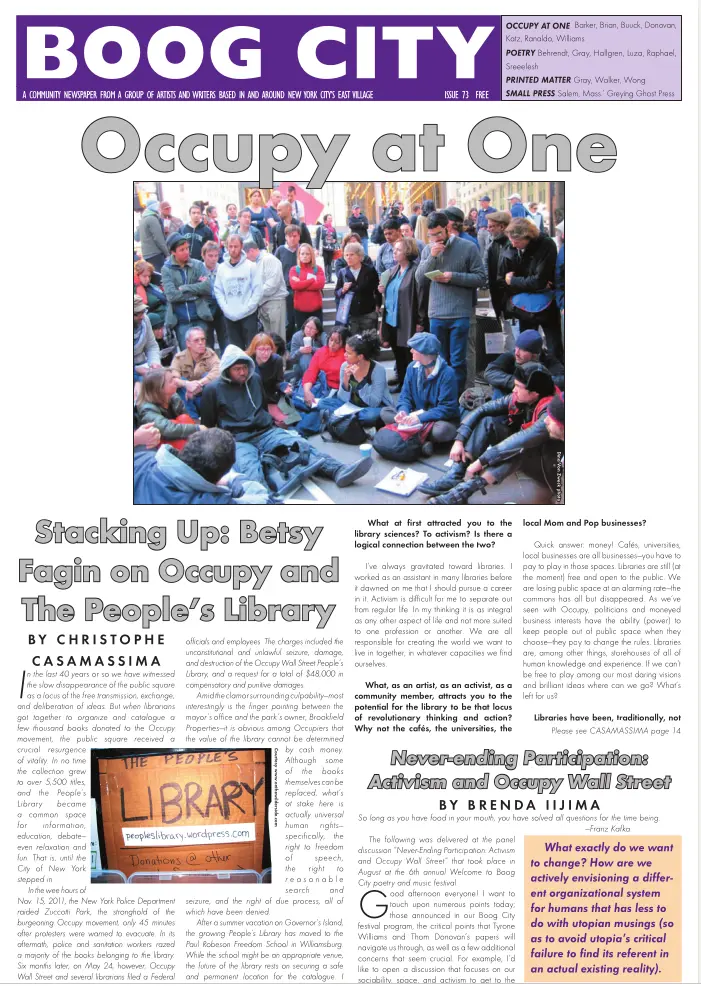 BOOG CITY
A COMMUNITY NEWSPAPER FROM A GROUP OF ARTISTS AND WRITERS BASED IN AND AROUND NEW YORK CITY'S EAST VILLAGE
ISSUE 73 FREE
OCCUPY AT ONE Barker, Brian, Buuck, Donovan,
Katz, Ranaldo, Williams
POETRY Behrendt, Gray, Hallgren, Luza, Raphael,
Sreeelesh
PRINTED MATTER Gray, Walker, Wong
SMALL PRESS Salem, Mass.' Greying Ghost Press
Occupy at One
Stacking Up: Betsy
Fagin on Occupy and
The People's Library
BY CHRISTOPHE
CASAMASSIMA
In the last 40 years or so we have witnessed
the slow disappearance of the public square
as a locus of the free transmission, exchange,
and deliberation of ideas. But when librarians
got together to organize and catalogue a
few thousand books donated to the Occupy
movement, the public square received a
crucial resurgence
of vitality. In no time
the collection grew
to over 5,500 titles,
and the People's
Library became
a common space
for information,
education, debate–
even relaxation and
fun. That is, until the
City of New York
stepped in.
In the wee hours of
Nov. 15, 2011, the New York Police Department
raided Zuccotti Park, the stronghold of the
burgeoning Occupy movement, only 45 minutes
after protesters were warned to evacuate. In its
aftermath, police and sanitation workers razed
a majority of the books belonging to the library.
Six months later, on May 24, however, Occupy
Wall Street and several librarians filed a Federal
THE PEOPLE'S
LIBRARY
peopleslibrary.wordpress.com
Donations @ other
Courtesy www.motherofinvite.com
officials and employees. The charges included the
unconstitutional and unlawful seizure, damage,
and destruction of the Occupy Wall Street People's
Library, and a request for a total of $48,000 in
compensatory and punitive damages.
Amid the clamor surrounding culpability–most
interestingly is the finger pointing between the
mayor's office and the park's owner, Brookfield
Properties–it is obvious among Occupiers that
the value of the library cannot be determined
by cash money.
Although some
of the books
themselves can be
replaced, what's
at stake here is
actually universal
human rights–
specifically, the
right to freedom
of speech,
the right to
reasonable
search and
seizure, and the right of due process, all of
which have been denied.
After a summer vacation on Governor's Island,
the growing People's Library has moved to the
Paul Robeson Freedom School in Williamsburg.
While the school might be an appropriate venue,
the future of the library rests on securing a safe
and permanent location for the catalogue. I
What at first attracted you to the
library sciences? To activism? Is there a
logical connection between the two?
I've always gravitated toward libraries. I
worked as an assistant in many libraries before
it dawned on me that I should pursue a career
in it. Activism is difficult for me to separate out
from regular life. In my thinking it is as integral
as any other aspect of life and not more suited
to one profession or another. We are all
responsible for creating the world we want to
live in together, in whatever capacities we find
ourselves.
What, as an artist, as an activist, as a
community member, attracts you to the
potential for the library to be that locus
of revolutionary thinking and action?
Why not the cafés, the universities, the
local Mom and Pop businesses?
Quick answer: money! Cafés, universities,
local businesses are all businesses–you have to
pay to play in those spaces. Libraries are still (at
the moment) free and open to the public. We
are losing public space at an alarming rate–the
commons has all but disappeared. As we've
seen with Occupy, politicians and moneyed
business interests have the ability (power) to
keep people out of public space when they
choose–they pay to change the rules. Libraries
are, among other things, storehouses of all of
human knowledge and experience. If we can't
be free to play among our most daring visions
and brilliant ideas where can we go? What's
left for us?
Libraries have been, traditionally, not
Please see CASAMASSIMA page 14
Never-ending Participation:
Activism and Occupy Wall Street
BY BRENDA IIJIMA
So long as you have food in your mouth, you have solved all questions for the time being.
–Franz Kafka
The following was delivered at the panel
discussion "Never-Ending Participation: Activism
and Occupy Wall Street" that took place in
August at the 6th annual Welcome to Boog
City poetry and music festival.
Good afternoon everyone! I want to
touch upon numerous points today;
those announced in our Boog City
festival program, the critical points that Tyrone
Williams and Thom Donovan's papers will
navigate us through, as well as a few additional
concerns that seem crucial. For example, I'd
like to open a discussion that focuses on our
sociability, space, and activism to get to the
What exactly do we want
to change? How are we
actively envisioning a differ-
ent organizational system
for humans that has less to
do with utopian musings (so
as to avoid utopia's critical
failure to find its referent in
an actual existing reality).